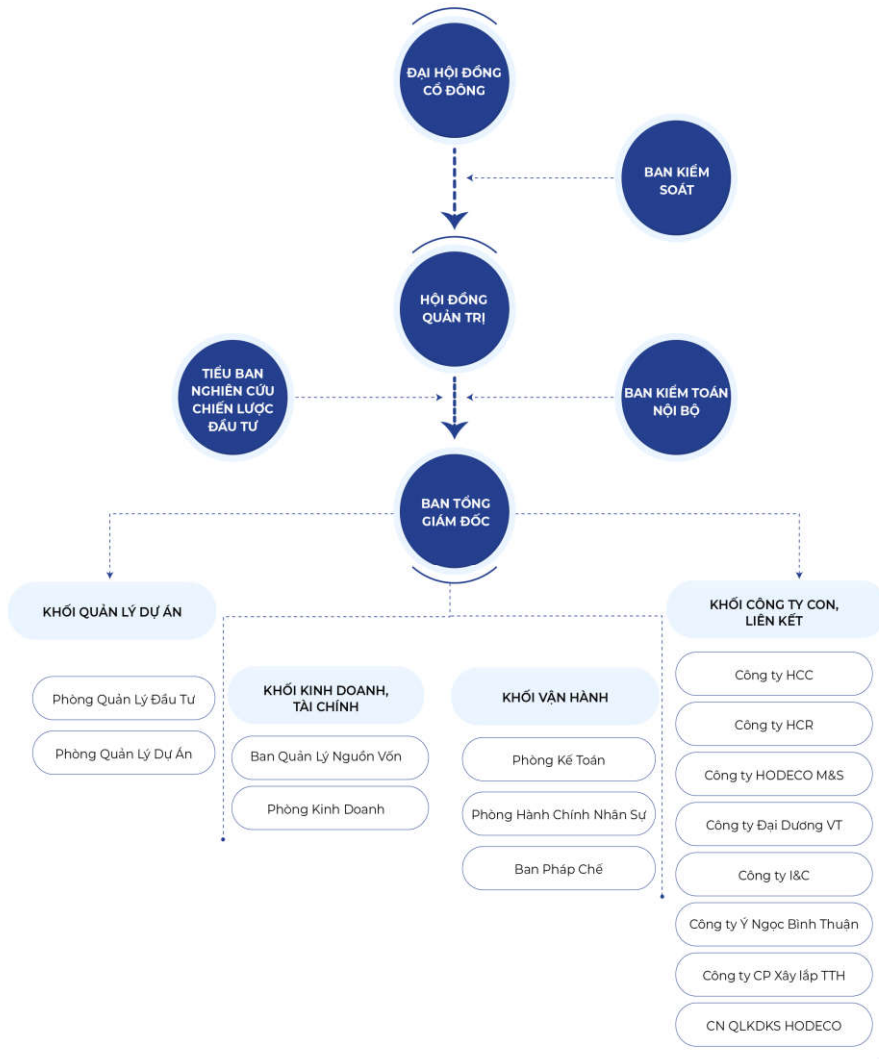 ĐẠI HỘI ĐỒNG
CỔ ĐÔNG
BAN KIỂM
SOÁT
HỘI ĐỒNG
QUẢN TRỊ
TIỂU BAN
NGHIÊN CỨU
CHIẾN LƯỢC
ĐẦU TƯ
BAN KIỂM TOÁN
NỘI BỘ
BAN TỔNG
GIÁM ĐỐC
KHỐI QUẢN LÝ DỰ ÁN
Phòng Quản Lý Đầu Tư
Phòng Quản Lý Dự Án
KHỐI KINH DOANH,
TÀI CHÍNH
Ban Quản Lý Nguồn Vốn
Phòng Kinh Doanh
KHỐI VẬN HÀNH
Phòng Kế Toán
Phòng Hành Chính Nhân Sự
Ban Pháp Chế
KHỐI CÔNG TY CON,
LIÊN KẾT
Công ty HCC
Công ty HCR
Công ty HODECO M&S
Công ty Đại Dương VT
Công ty I&C
Công ty Ý Ngọc Bình Thuận
Công ty CP Xây lắp TTH
CN QLKDKS HODECO